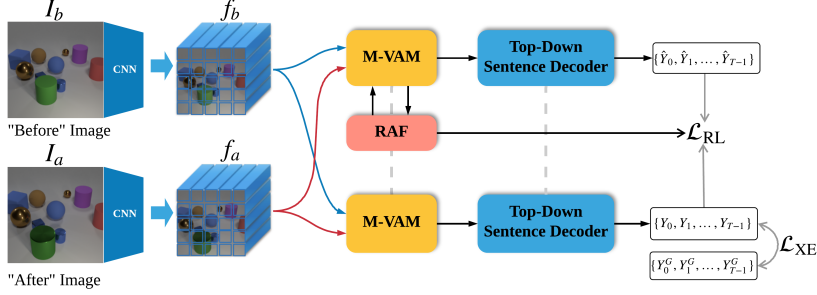 I_b
f_b
CNN
"Before" Image
M-VAM
Top-Down
Sentence Decoder
{Ŷ_0, Ŷ_1, . . . , Ŷ_{T−1}}
RAF
ℒ_RL
I_a
f_a
CNN
"After" Image
M-VAM
Top-Down
Sentence Decoder
{Y_0, Y_1, . . . , Y_{T−1}}
ℒ_XE
{Y_0^G, Y_1^G, . . . , Y_{T−1}^G}